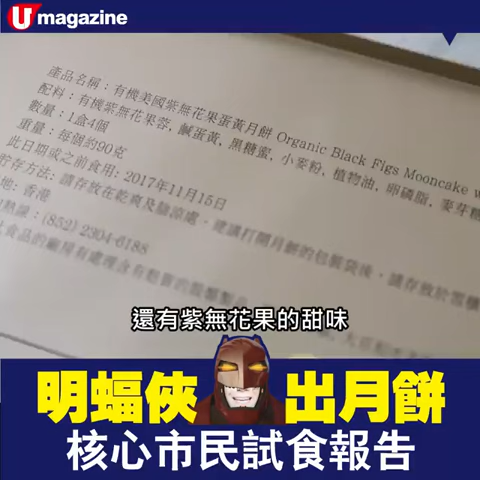 U magazine
產品名稱：有機美國紫無花果蛋黃月餅 Organic Black Figs Mooncake w
配料：有機紫無花果蓉, 鹹蛋黃, 黑糖蜜, 小麥粉, 植物油, 卵磷脂, 麥芽糖
數量：1盒4個
重量：每個約90克
此日期或之前食用: 2017年11月15日
貯存方法: 請存放在乾爽及陰涼處，建議打開月餅的包裝袋後，請存放於雪櫃
地: 香港
熱線：(852) 2304-6188
還有紫無花果的甜味
明蝠俠 出月餅
核心市民試食報告